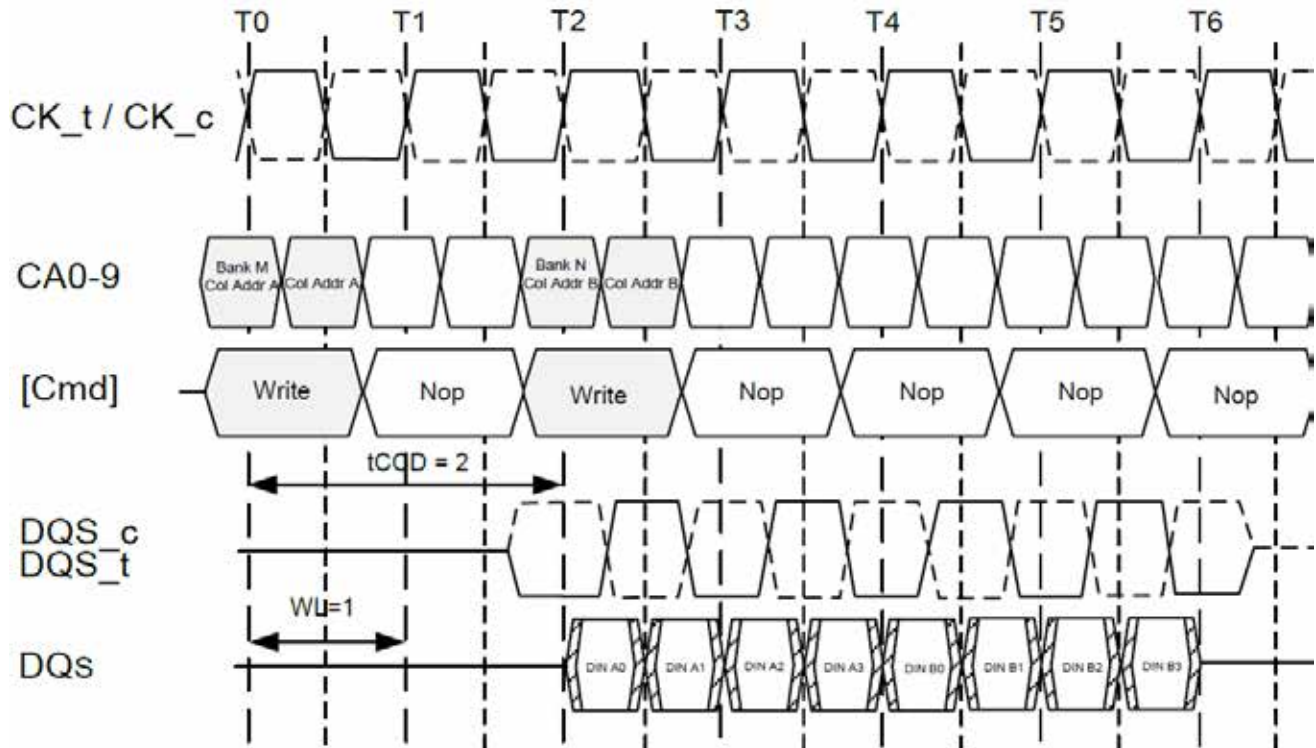 T0 T1 T2 T3 T4 T5 T6
CK_t / CK_c
CA0-9
Bank M
Col Addr A
Col Addr A
Bank N
Col Addr B
Col Addr B
[Cmd]
Write
Nop
Write
Nop
Nop
Nop
Nop
tCCD = 2
DQS_c
DQS_t
WL=1
DQs
DIN A0
DIN A1
DIN A2
DIN A3
DIN B0
DIN B1
DIN B2
DIN B3